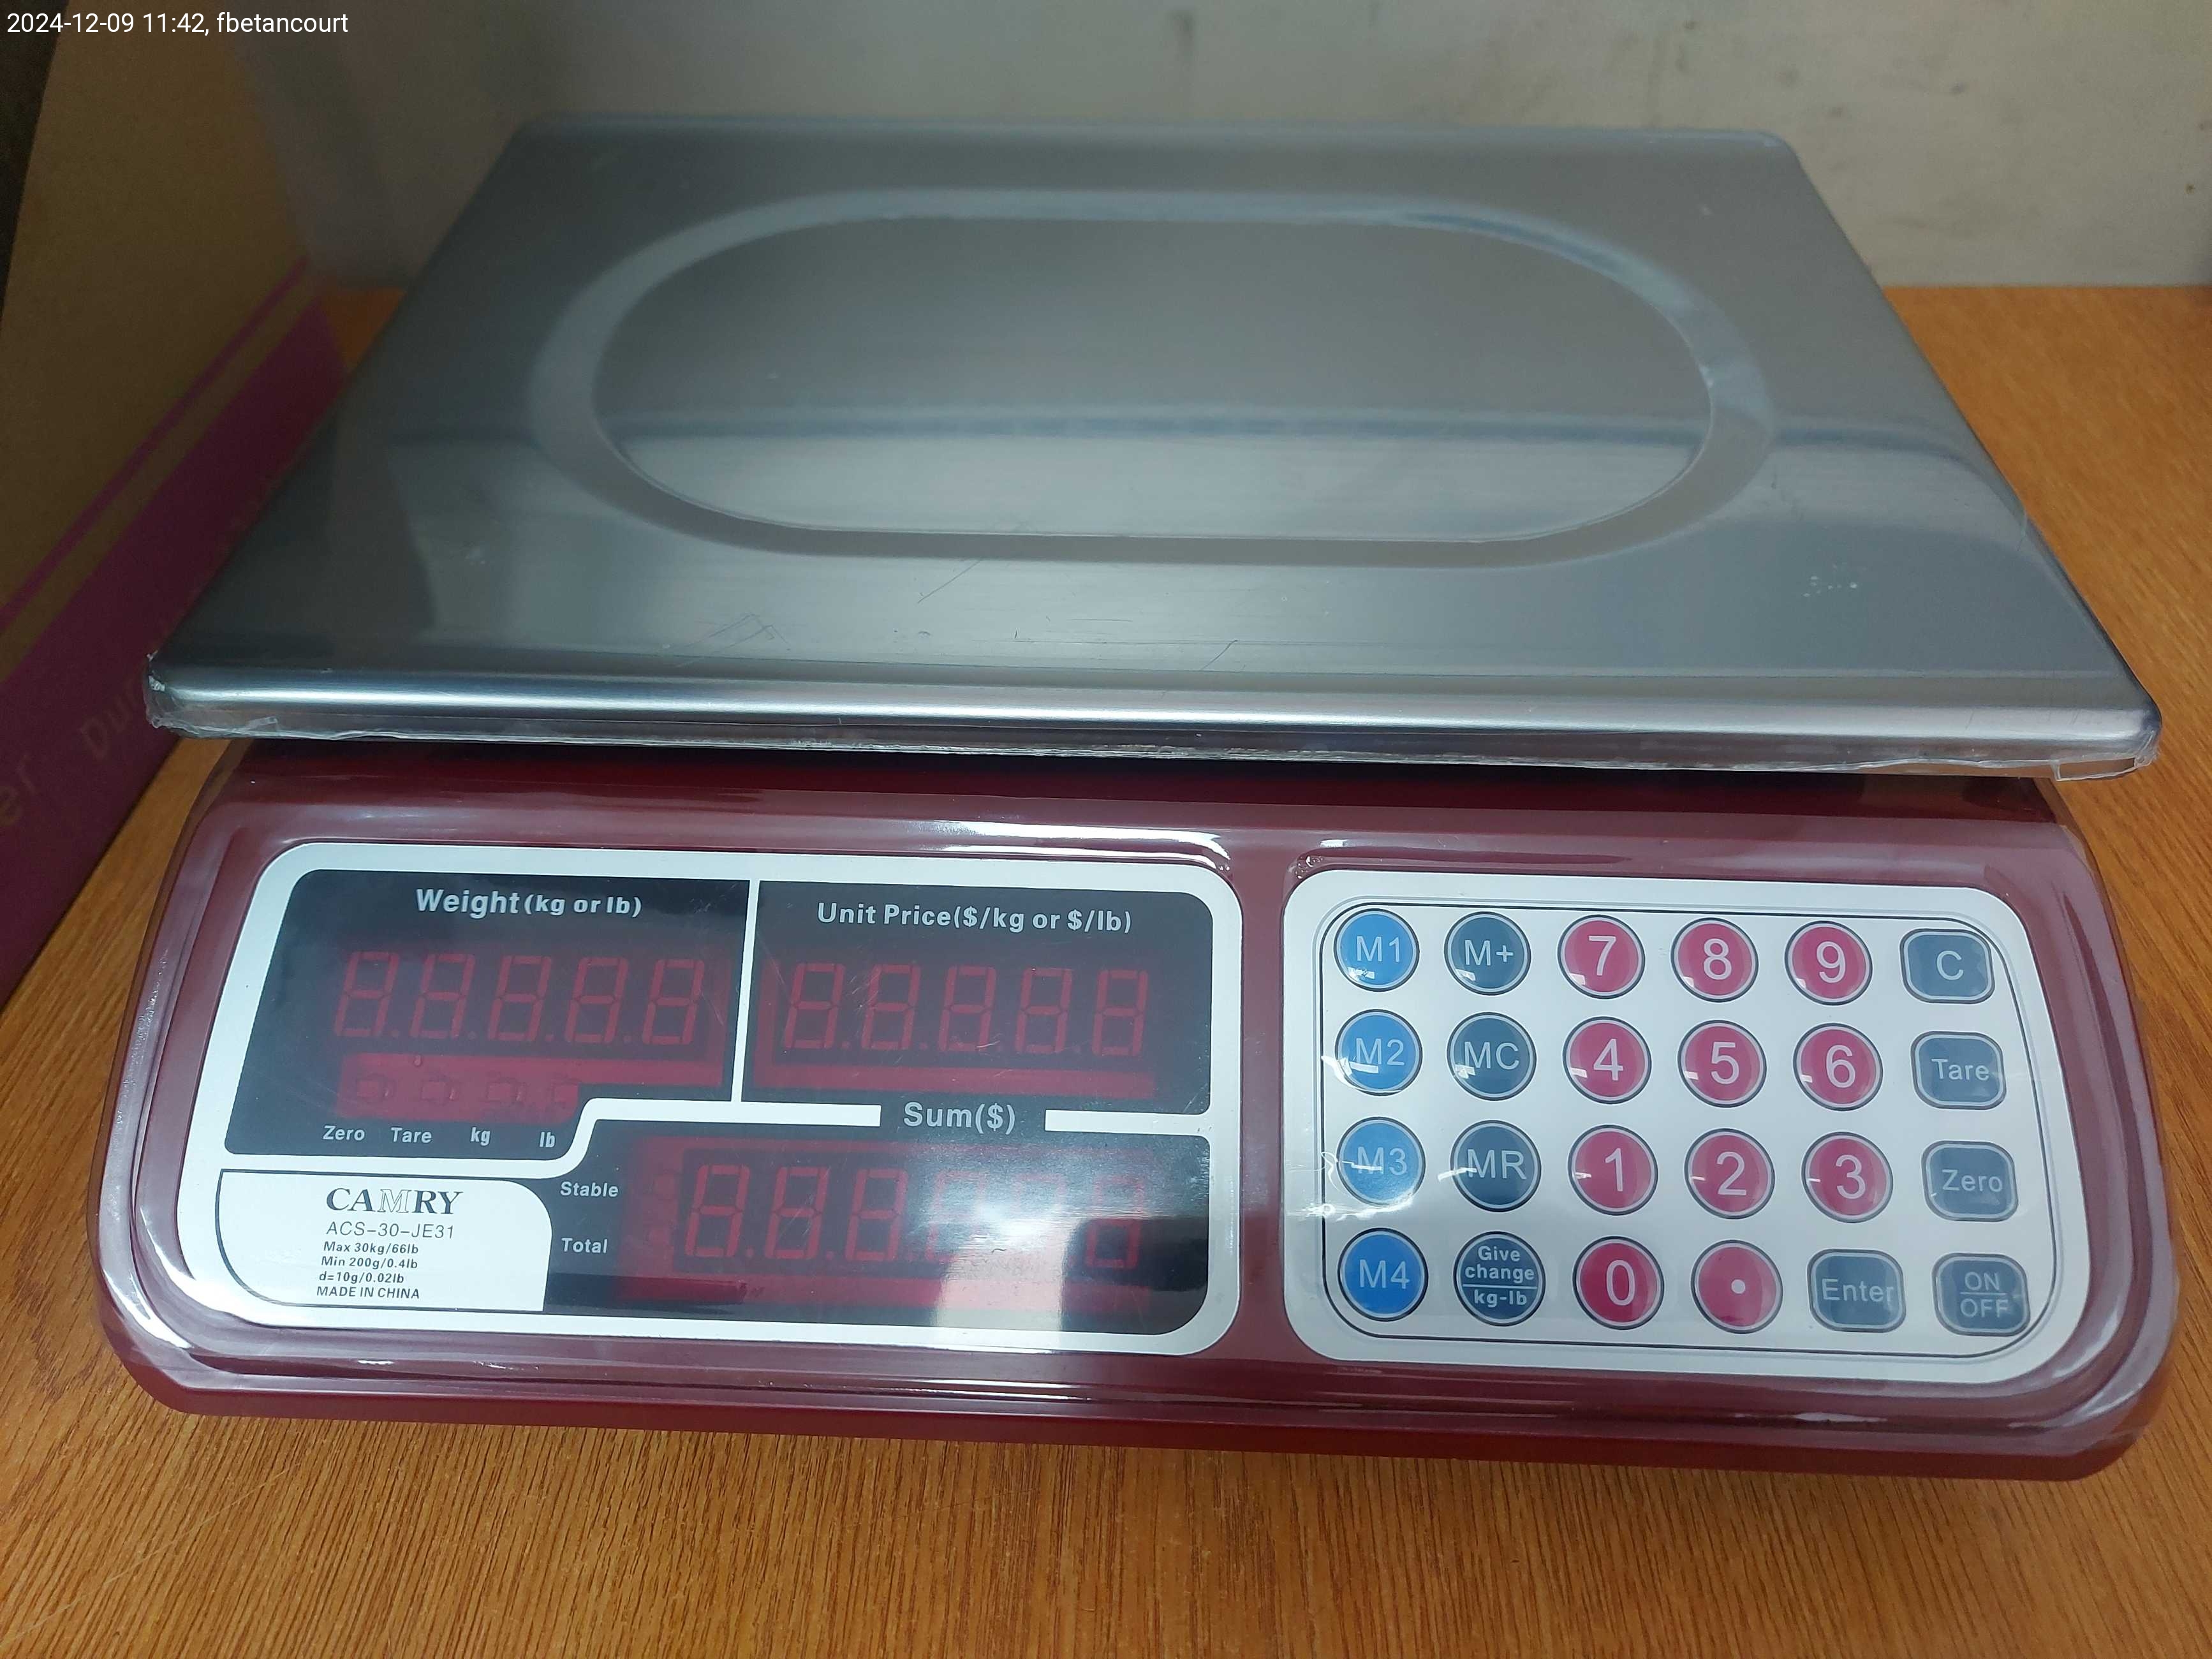 2024-12-09 11:42, fbetancourt
Weight(kg or lb)
Unit Price($/kg or $/lb)
Zero Tare kg lb
Sum($)
Stable
Total
CAMRY
ACS-30-JE31
Max 30kg/66lb
Min 200g/0.4lb
d=10g/0.02lb
MADE IN CHINA
M1 M+ 7 8 9 C
M2 MC 4 5 6 Tare
M3 MR 1 2 3 Zero
M4 Give change kg-lb 0 . Enter ON OFF